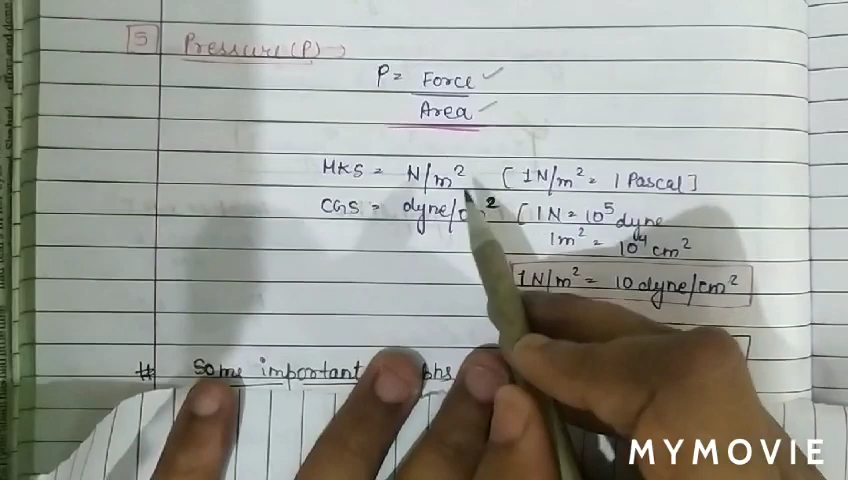 5 Pressure (P) →
P = Force
Area
MKS = N/m² [1N/m² = 1 Pascal]
CGS = dyne/cm² [1N = 10⁵ dyne
1m² = 10⁴ cm²
1N/m² = 10 dyne/cm²
# Some important
MYMOVIE